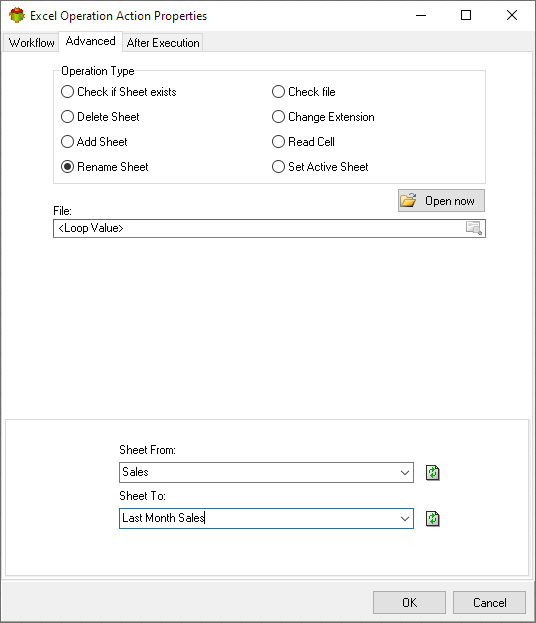 Excel Operation Action Properties
Workflow Advanced After Execution
Operation Type
Check if Sheet exists Check file
Delete Sheet Change Extension
Add Sheet Read Cell
Rename Sheet Set Active Sheet
Open now
File:
<Loop Value>
Sheet From:
Sales
Sheet To:
Last Month Sales
OK Cancel